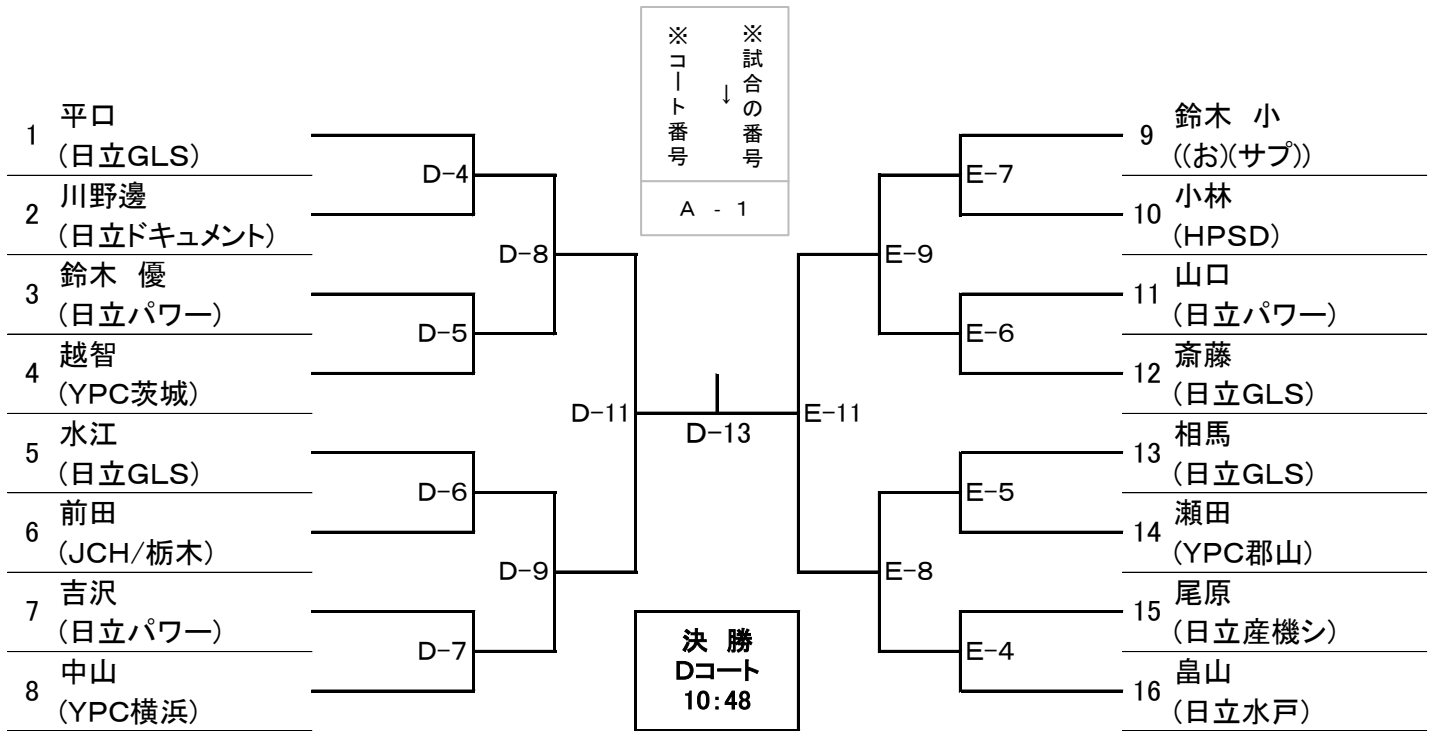 ※コート番号
※試合の番号
↓
A - 1
1 平口
(日立GLS)
2 川野邊
(日立ドキュメント)
3 鈴木 優
(日立パワー)
4 越智
(YPC茨城)
5 水江
(日立GLS)
6 前田
(JCH/栃木)
7 吉沢
(日立パワー)
8 中山
(YPC横浜)
D-4
D-5
D-6
D-7
D-8
D-9
D-11
D-13
E-11
E-9
E-8
E-7
E-6
E-5
E-4
9 鈴木 小
((お)(サプ))
10 小林
(HPSD)
11 山口
(日立パワー)
12 斎藤
(日立GLS)
13 相馬
(日立GLS)
14 瀬田
(YPC郡山)
15 尾原
(日立産機シ)
16 畠山
(日立水戸)
決 勝
Dコート
10:48